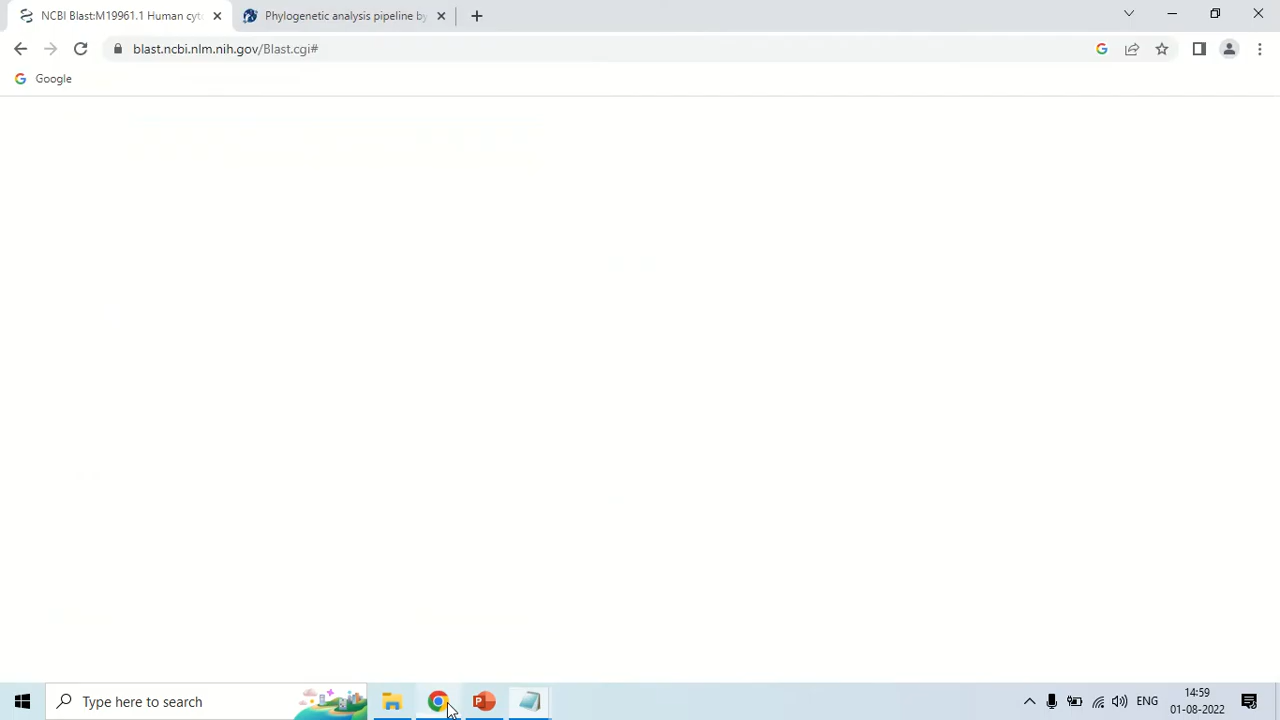 NCBI Blast:M19961.1 Human cyt
Phylogenetic analysis pipeline by
blast.ncbi.nlm.nih.gov/Blast.cgi#
Google
Type here to search
ENG
14:59
01-08-2022